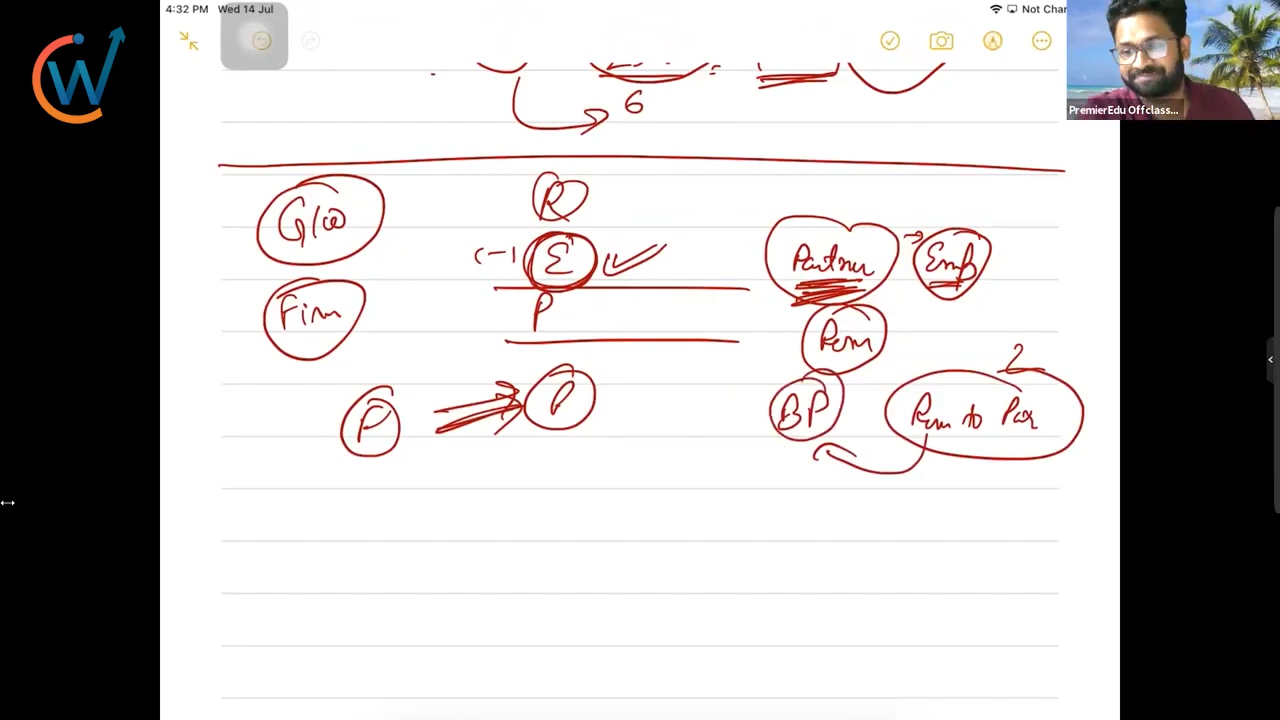 4:32 PM Wed 14 Jul
Not Char
CW
PremierEdu Offclass...
6
R
(-) E
P
Firm
Partner → Emp
Rem
P
P
BP
2
Rem to Par